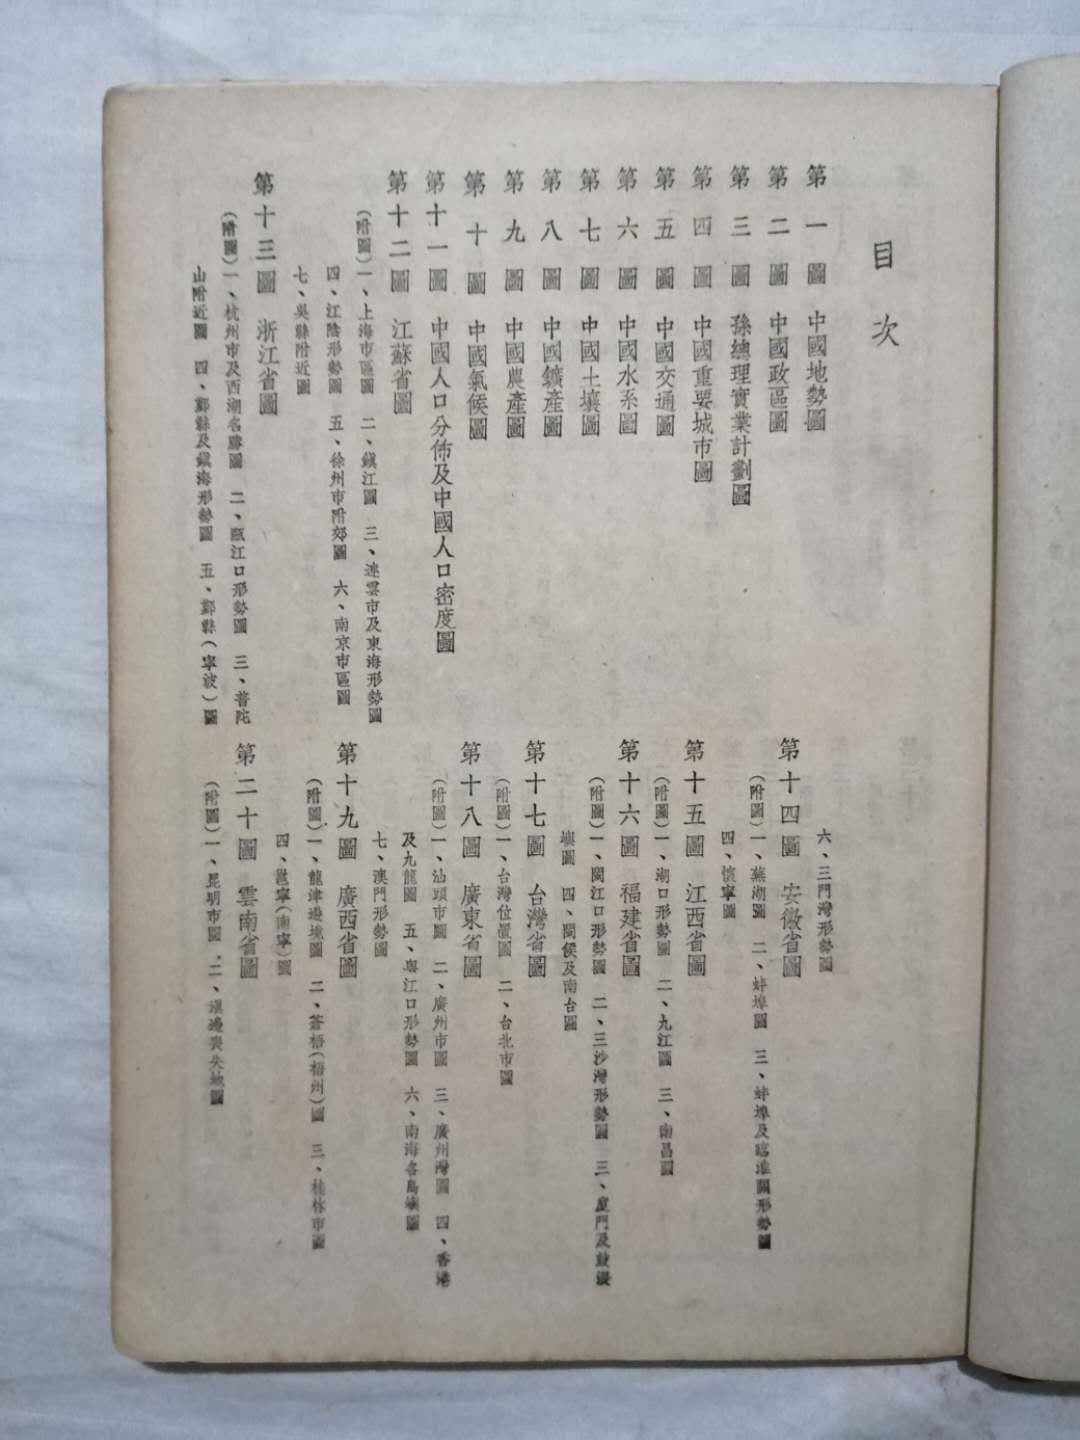 目次
第一圖 中國地勢圖
第二圖 中國政區圖
第三圖 孫總理實業計劃圖
第四圖 中國重要城市圖
第五圖 中國交通圖
第六圖 中國水系圖
第七圖 中國土壤圖
第八圖 中國鑛產圖
第九圖 中國農產圖
第十圖 中國氣候圖
第十一圖 中國人口分佈及中國人口密度圖
第十二圖 江蘇省圖
(附圖)一、上海市區圖 二、鎮江圖 三、連雲市及東海形勢圖
四、江陰形勢圖 五、徐州市附郊圖 六、南京市區圖
七、吳縣附近圖
第十三圖 浙江省圖
(附圖)一、杭州市及西湖名勝圖 二、甌江口形勢圖 三、普陀
山附近圖 四、鄞縣及鎮海形勢圖 五、鄞縣(寧波)圖
六、三門灣形勢圖
第十四圖 安徽省圖
(附圖)一、蕪湖圖 二、蚌埠圖 三、蚌埠及臨淮關形勢圖
四、懷寧圖
第十五圖 江西省圖
(附圖)一、湖口形勢圖 二、九江圖 三、南昌圖
第十六圖 福建省圖
(附圖)一、閩江口形勢圖 二、三沙灣形勢圖 三、廈門及鼓浪
嶼圖 四、閩侯及南台圖
第十七圖 台灣省圖
(附圖)一、台灣位置圖 二、台北市圖
第十八圖 廣東省圖
(附圖)一、汕頭市圖 二、廣州市圖 三、廣州灣圖 四、香港
及九龍圖 五、粵江口形勢圖 六、南海各島嶼圖
七、澳門形勢圖
第十九圖 廣西省圖
(附圖)一、龍津邊境圖 二、蒼梧(梧州)圖 三、桂林市圖
四、邕寧(南寧)圖
第二十圖 雲南省圖
(附圖)一、昆明市圖 二、滇邊喪失地圖